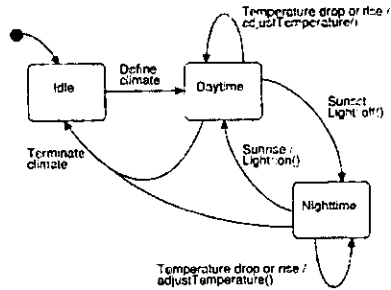 Temperature drop or rise /
adjustTemperature()
Define
climate
Idle
Daytime
Sunset
Light::off()
Sunrise /
Light::on()
Terminate
climate
Nighttime
Temperature drop or rise /
adjustTemperature()